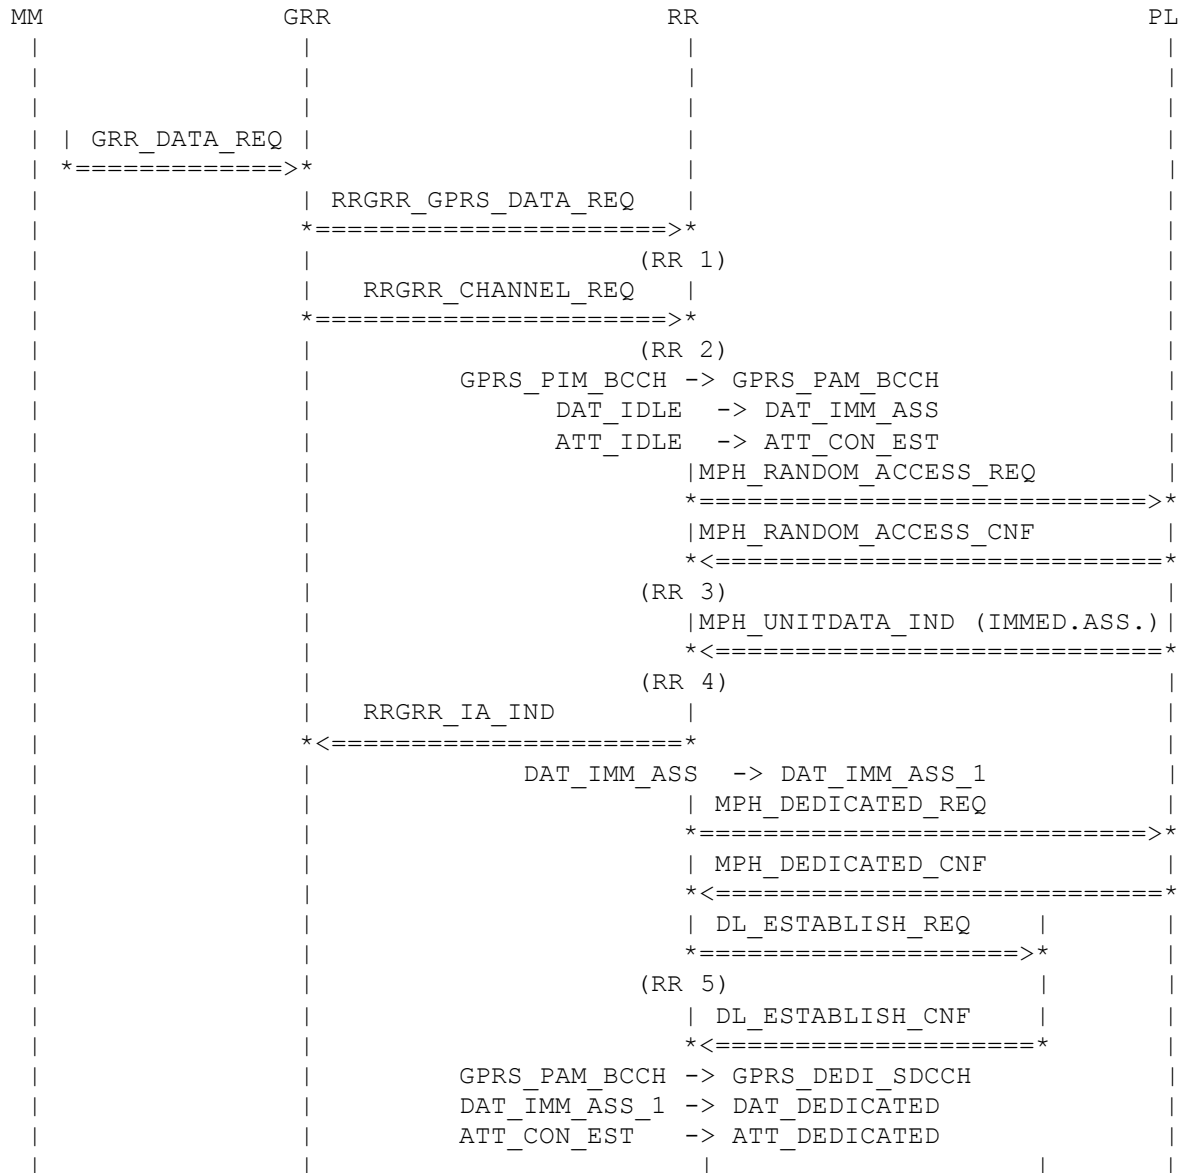 MM GRR RR PL
| | | |
| | | |
| | | |
| | GRR_DATA_REQ | | |
| *=============>* | |
| | RRGRR_GPRS_DATA_REQ | |
| *======================>* |
| | (RR 1) |
| | RRGRR_CHANNEL_REQ | |
| *======================>* |
| | (RR 2) |
| | GPRS_PIM_BCCH -> GPRS_PAM_BCCH |
| | DAT_IDLE -> DAT_IMM_ASS |
| | ATT_IDLE -> ATT_CON_EST |
| | |MPH_RANDOM_ACCESS_REQ |
| | *============================>*
| | |MPH_RANDOM_ACCESS_CNF |
| | *<============================*
| | (RR 3) |
| | |MPH_UNITDATA_IND (IMMED.ASS.)|
| | *<============================*
| | (RR 4) |
| | RRGRR_IA_IND | |
| *<======================* |
| | DAT_IMM_ASS -> DAT_IMM_ASS_1 |
| | | MPH_DEDICATED_REQ |
| | *============================>*
| | | MPH_DEDICATED_CNF |
| | *<============================*
| | | DL_ESTABLISH_REQ | |
| | *====================>* |
| | (RR 5) | |
| | | DL_ESTABLISH_CNF | |
| | *<====================* |
| | GPRS_PAM_BCCH -> GPRS_DEDI_SDCCH |
| | DAT_IMM_ASS_1 -> DAT_DEDICATED |
| | ATT_CON_EST -> ATT_DEDICATED |
| | | | |